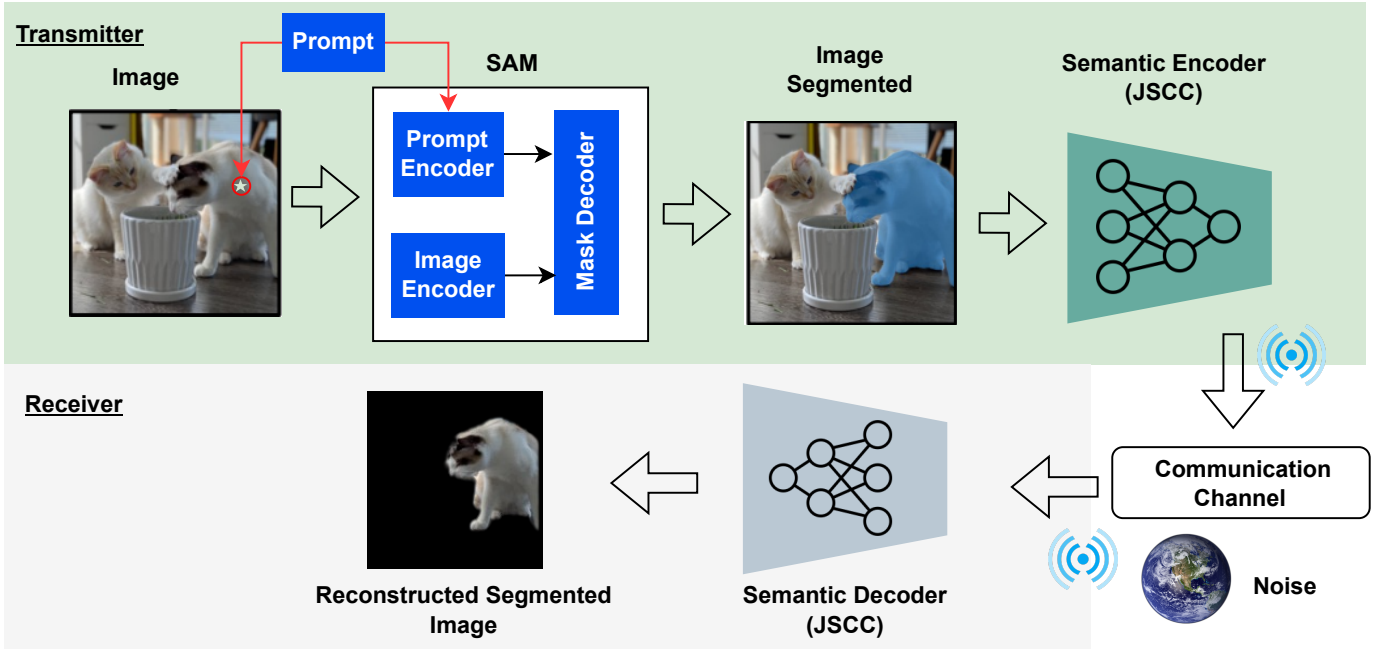 Transmitter
Prompt
Image
SAM
Image
Segmented
Semantic Encoder
(JSCC)
Prompt
Encoder
Image
Encoder
Mask Decoder
Receiver
Communication
Channel
Noise
Semantic Decoder
(JSCC)
Reconstructed Segmented
Image